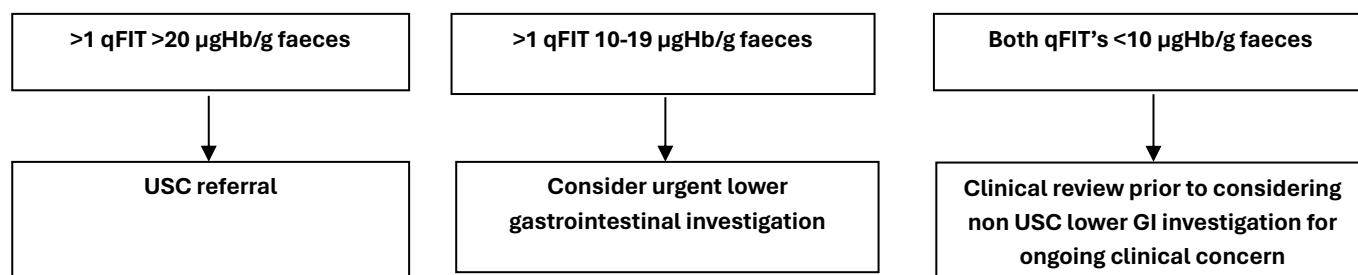 >1 qFIT >20 µgHb/g faeces
>1 qFIT 10-19 µgHb/g faeces
Both qFIT’s <10 µgHb/g faeces
USC referral
Consider urgent lower
gastrointestinal investigation
Clinical review prior to considering
non USC lower GI investigation for
ongoing clinical concern